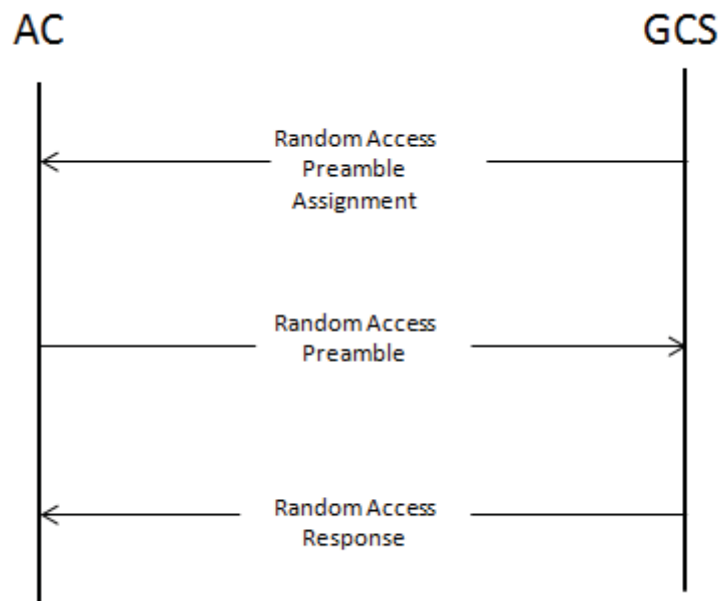 AC
GCS
Random Access
Preamble
Assignment
Random Access
Preamble
Random Access
Response